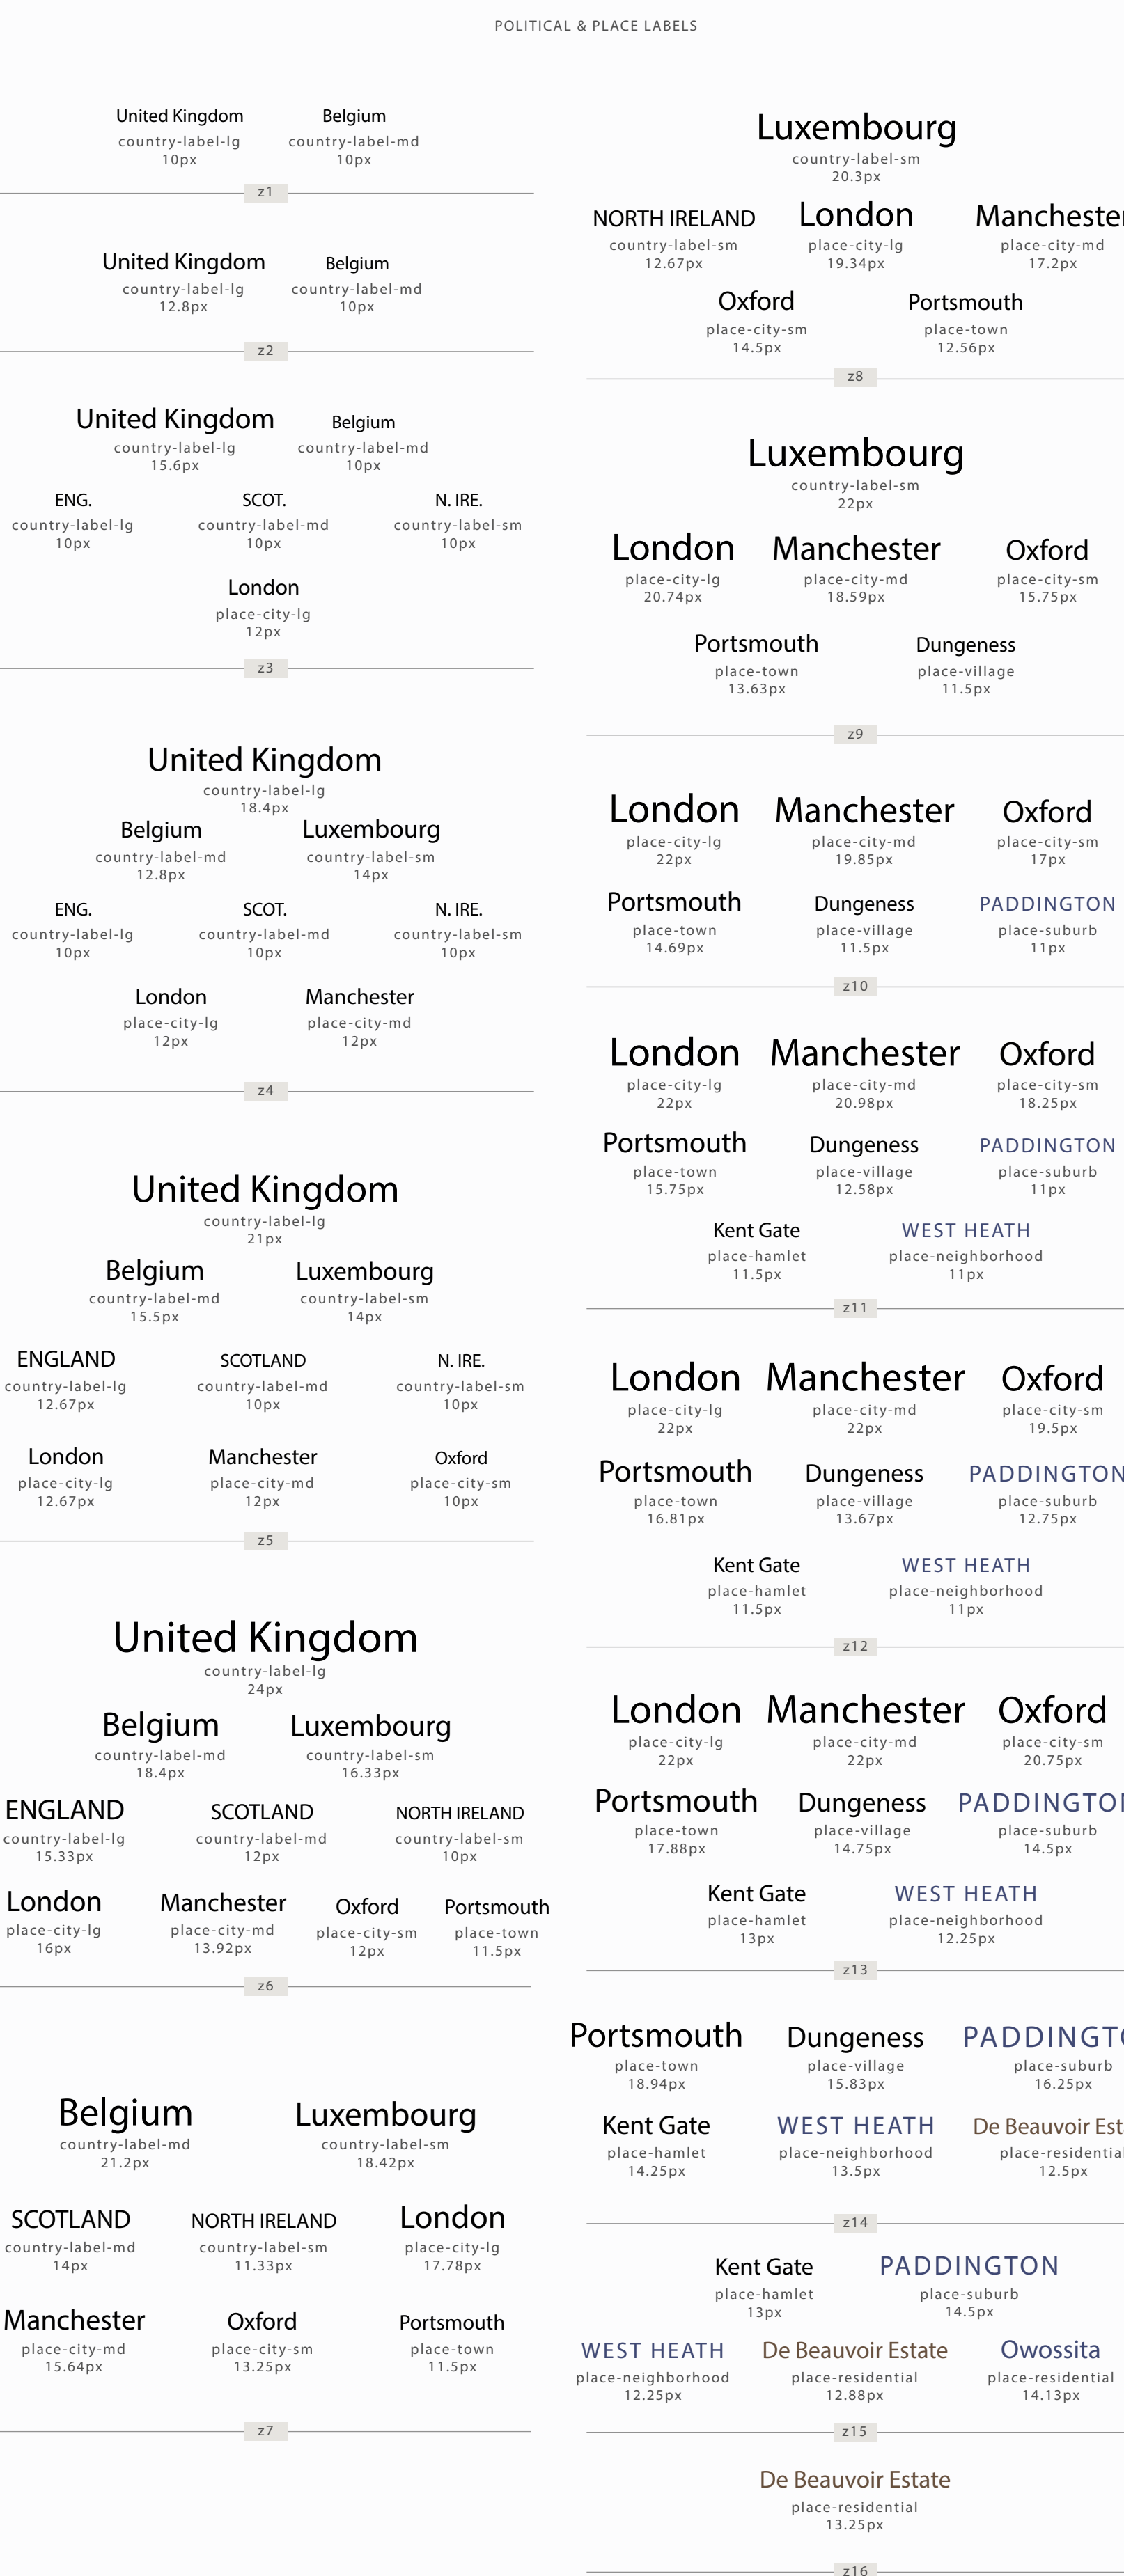 POLITICAL & PLACE LABELS
United Kingdom Belgium
country-label-lg country-label-md
10px 10px
z1
United Kingdom Belgium
country-label-lg country-label-md
12.8px 10px
z2
United Kingdom Belgium
country-label-lg country-label-md
15.6px 10px
ENG. SCOT. N. IRE.
country-label-lg country-label-md country-label-sm
10px 10px 10px
London
place-city-lg
12px
z3
United Kingdom
country-label-lg
18.4px
Belgium Luxembourg
country-label-md country-label-sm
12.8px 14px
ENG. SCOT. N. IRE.
country-label-lg country-label-md country-label-sm
10px 10px 10px
London Manchester
place-city-lg place-city-md
12px 12px
z4
United Kingdom
country-label-lg
21px
Belgium Luxembourg
country-label-md country-label-sm
15.5px 14px
ENGLAND SCOTLAND N. IRE.
country-label-lg country-label-md country-label-sm
12.67px 10px 10px
London Manchester Oxford
place-city-lg place-city-md place-city-sm
12.67px 12px 10px
z5
United Kingdom
country-label-lg
24px
Belgium Luxembourg
country-label-md country-label-sm
18.4px 16.33px
ENGLAND SCOTLAND NORTH IRELAND
country-label-lg country-label-md country-label-sm
15.33px 12px 10px
London Manchester Oxford Portsmouth
place-city-lg place-city-md place-city-sm place-town
16px 13.92px 12px 11.5px
z6
Belgium Luxembourg
country-label-md country-label-sm
21.2px 18.42px
SCOTLAND NORTH IRELAND London
country-label-md country-label-sm place-city-lg
14px 11.33px 17.78px
Manchester Oxford Portsmouth
place-city-md place-city-sm place-town
15.64px 13.25px 11.5px
z7
Luxembourg
country-label-sm
20.3px
NORTH IRELAND London Mancheste
country-label-sm place-city-lg place-city-md
12.67px 19.34px 17.2px
Oxford Portsmouth
place-city-sm place-town
14.5px 12.56px
z8
Luxembourg
country-label-sm
22px
London Manchester Oxford
place-city-lg place-city-md place-city-sm
20.74px 18.59px 15.75px
Portsmouth Dungeness
place-town place-village
13.63px 11.5px
z9
London Manchester Oxford
place-city-lg place-city-md place-city-sm
22px 19.85px 17px
Portsmouth Dungeness PADDINGTON
place-town place-village place-suburb
14.69px 11.5px 11px
z10
London Manchester Oxford
place-city-lg place-city-md place-city-sm
22px 20.98px 18.25px
Portsmouth Dungeness PADDINGTON
place-town place-village place-suburb
15.75px 12.58px 11px
Kent Gate WEST HEATH
place-hamlet place-neighborhood
11.5px 11px
z11
London Manchester Oxford
place-city-lg place-city-md place-city-sm
22px 22px 19.5px
Portsmouth Dungeness PADDINGTON
place-town place-village place-suburb
16.81px 13.67px 12.75px
Kent Gate WEST HEATH
place-hamlet place-neighborhood
11.5px 11px
z12
London Manchester Oxford
place-city-lg place-city-md place-city-sm
22px 22px 20.75px
Portsmouth Dungeness PADDINGTO
place-town place-village place-suburb
17.88px 14.75px 14.5px
Kent Gate WEST HEATH
place-hamlet place-neighborhood
13px 12.25px
z13
Portsmouth Dungeness PADDINGT
place-town place-village place-suburb
18.94px 15.83px 16.25px
Kent Gate WEST HEATH De Beauvoir Est
place-hamlet place-neighborhood place-residential
14.25px 13.5px 12.5px
z14
Kent Gate PADDINGTON
place-hamlet place-suburb
13px 14.5px
WEST HEATH De Beauvoir Estate Owossita
place-neighborhood place-residential place-residential
12.25px 12.88px 14.13px
z15
De Beauvoir Estate
place-residential
13.25px
z16